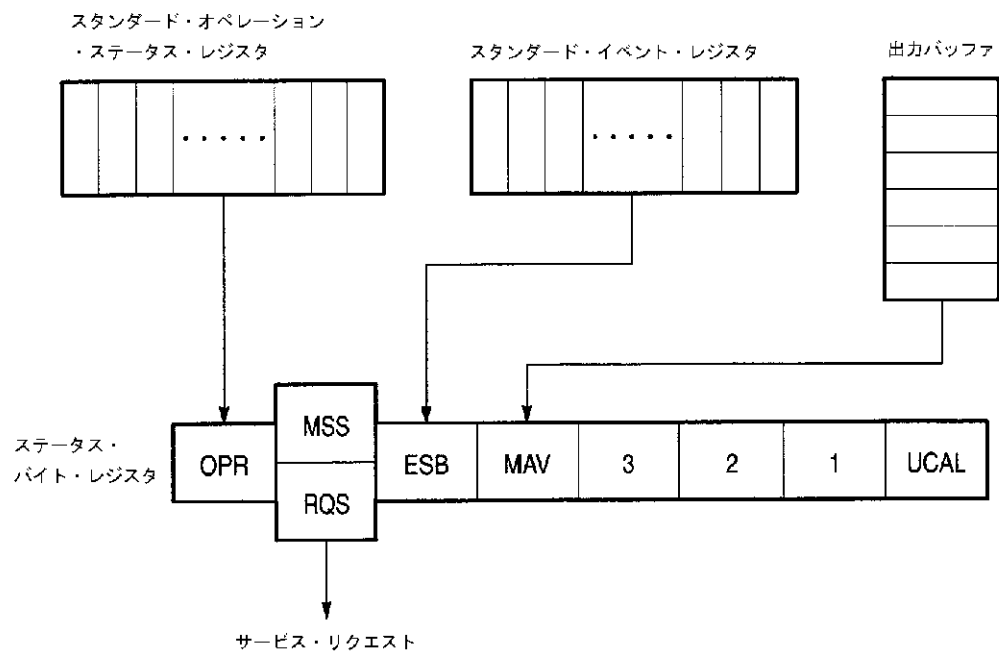 スタンダード・オペレーション
・ステータス・レジスタ
スタンダード・イベント・レジスタ
出力バッファ
ステータス・
バイト・レジスタ
OPR
MSS
RQS
ESB
MAV
3
2
1
UCAL
サービス・リクエスト